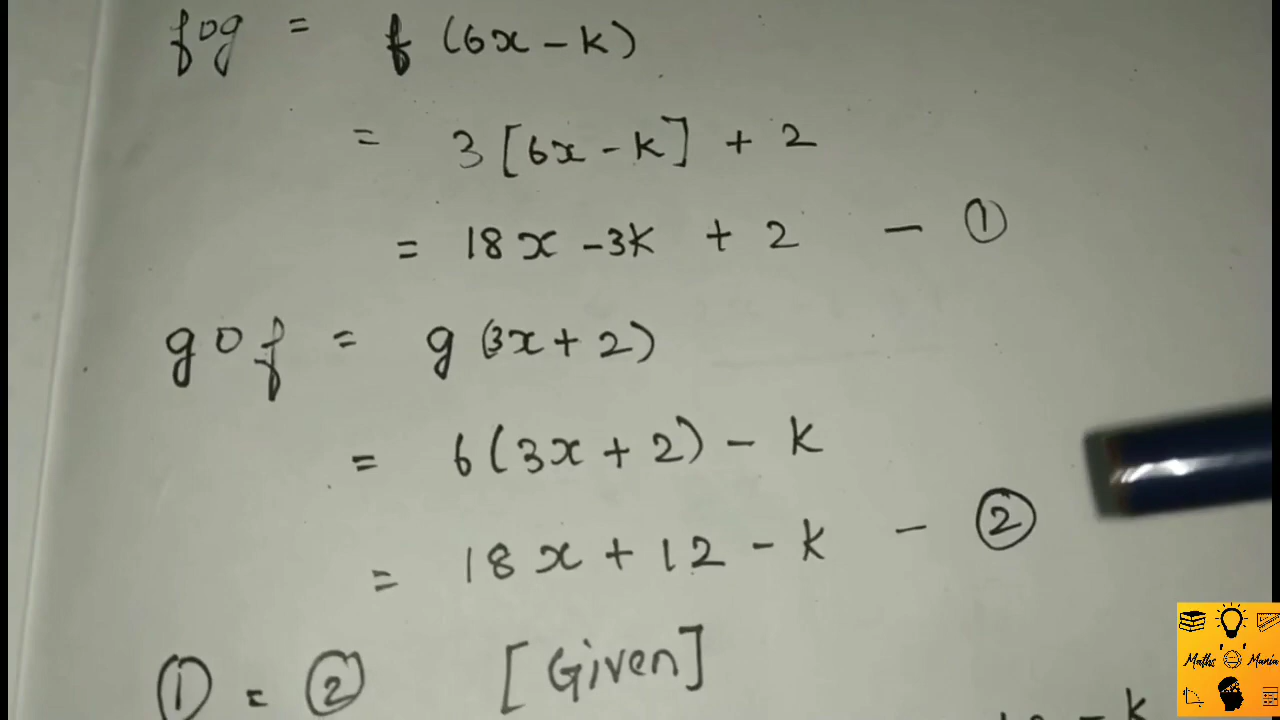 fog = f (6x - k)
= 3 [6x - k] + 2
= 18x - 3k + 2 - ①
gof = g (3x + 2)
= 6(3x + 2) - k
= 18x + 12 - k - ②
① = ② [Given]
- k
Maths Mania